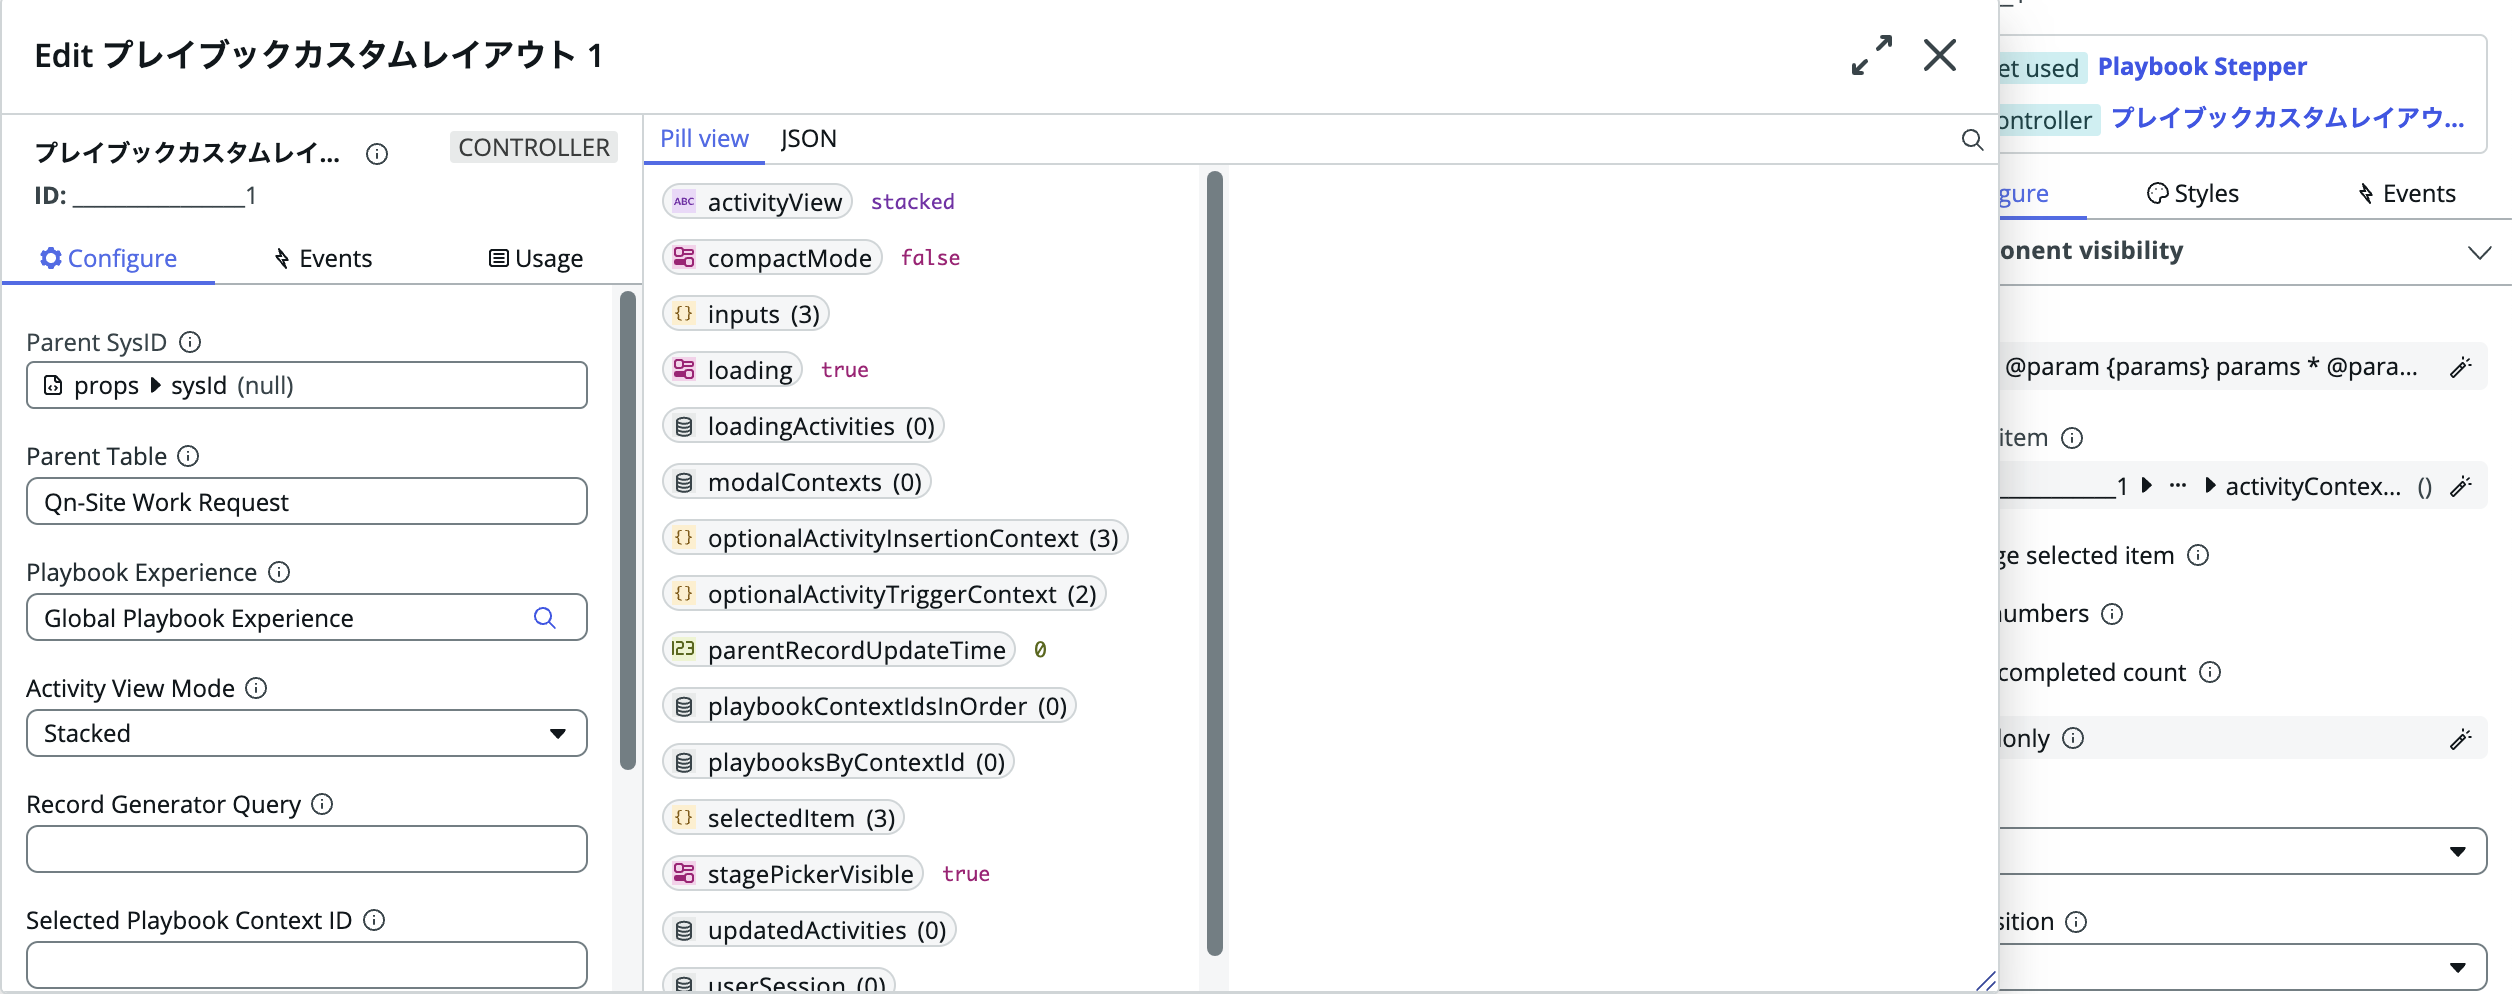 Edit プレイブックカスタムレイアウト 1
プレイブックカスタムレイ...
CONTROLLER
ID: _______________1
Configure
Events
Usage
Parent SysID
props ▶ sysId (null)
Parent Table
Qn-Site Work Request
Playbook Experience
Global Playbook Experience
Activity View Mode
Stacked
Record Generator Query
Selected Playbook Context ID
Pill view
JSON
ABC activityView stacked
compactMode false
{} inputs (3)
loading true
loadingActivities (0)
modalContexts (0)
{} optionalActivityInsertionContext (3)
{} optionalActivityTriggerContext (2)
123 parentRecordUpdateTime 0
playbookContextIdsInOrder (0)
playbooksByContextId (0)
{} selectedItem (3)
stagePickerVisible true
updatedActivities (0)
userSession (0)
et used Playbook Stepper
ontroller プレイブックカスタムレイアウ...
gure
Styles
Events
onent visibility
@param {params} params * @para...
item
_________1 ▶ ... ▶ activityContex... ()
ge selected item
numbers
completed count
only
sition